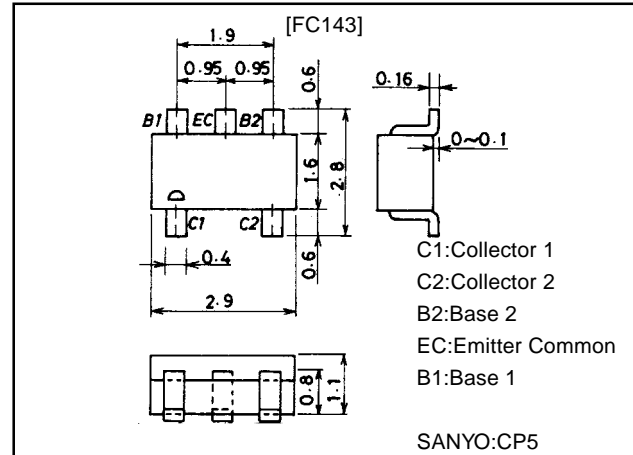 [FC143]
1.9
0.95 0.95
0.6
0.16
B1 EC B2
0~0.1
1.6
2.8
C1 C2
0.4
0.6
2.9
C1:Collector 1
C2:Collector 2
B2:Base 2
EC:Emitter Common
B1:Base 1
0.8
1.1
SANYO:CP5